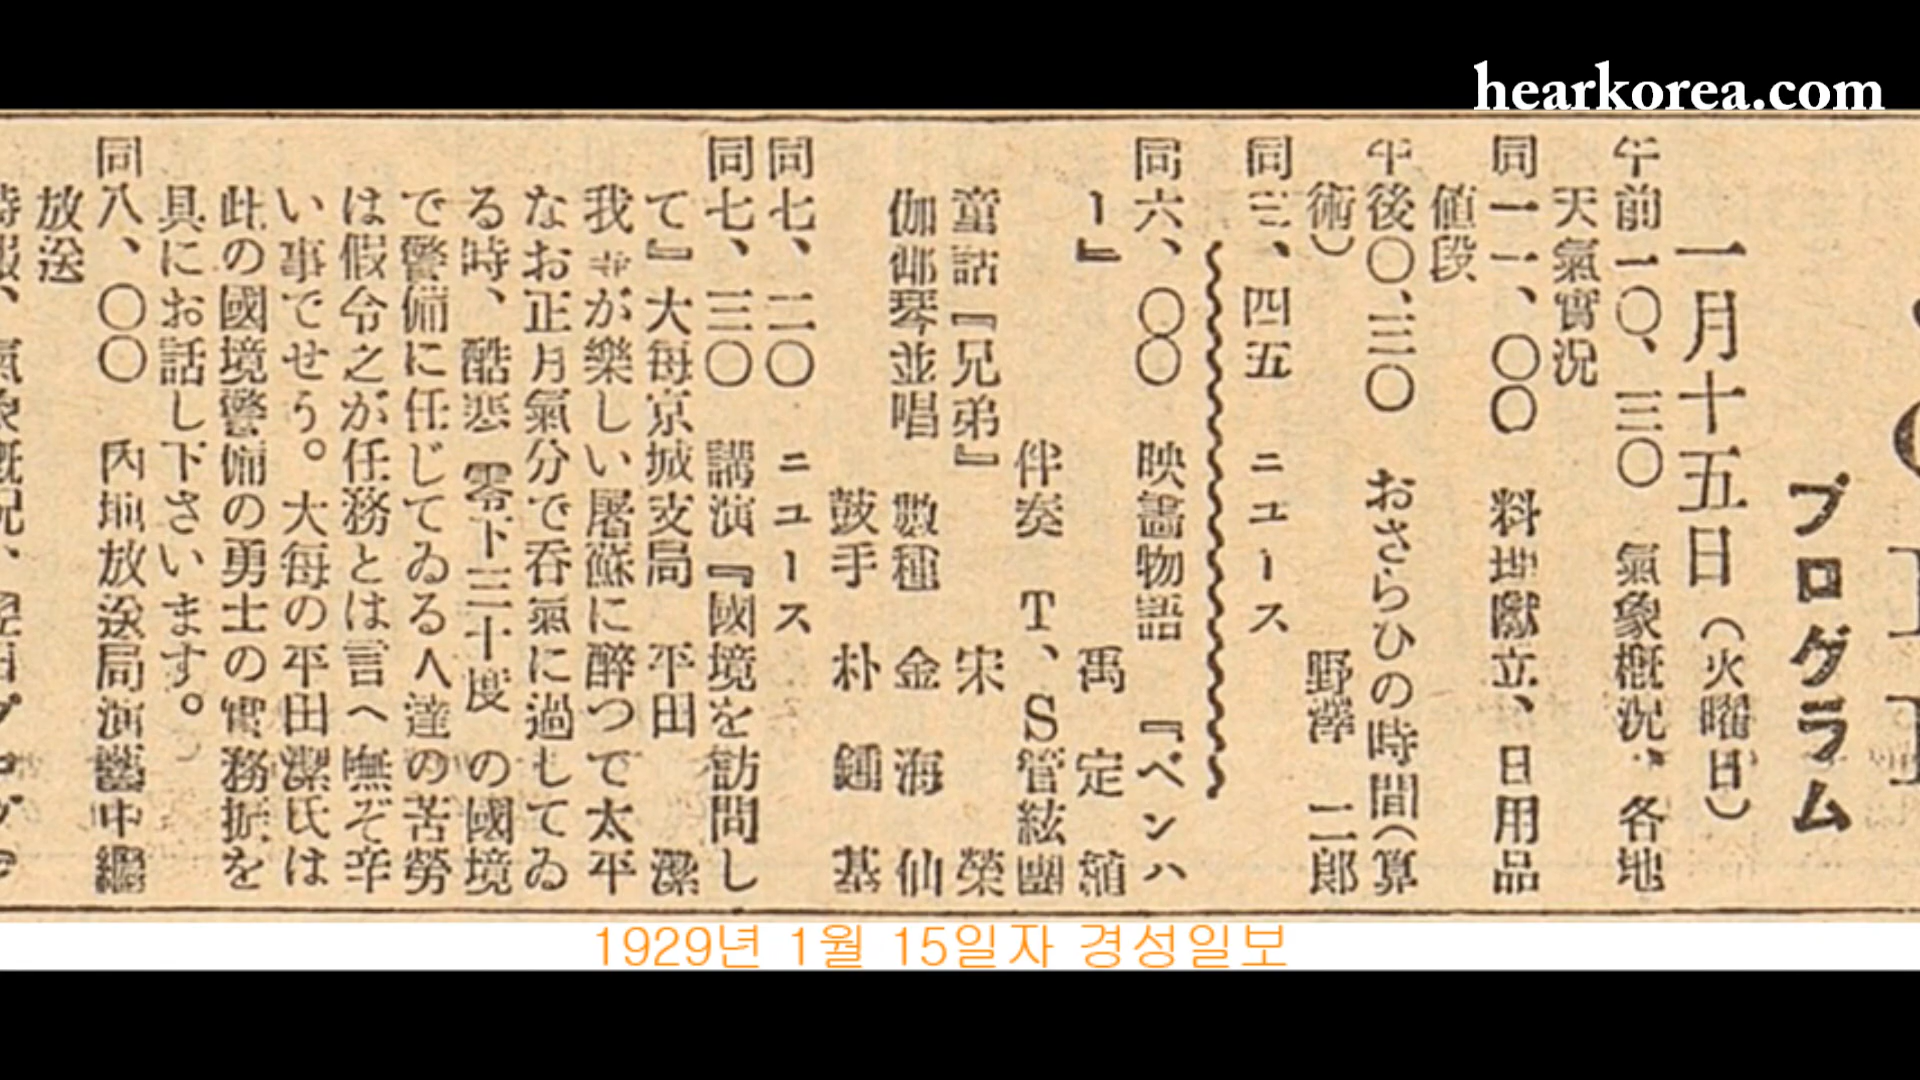 hearkorea.com
プログラム
一月十五日（火曜日）
午前一〇、三〇　氣象概況、各地
天氣實況
同一一、〇〇　料理獻立、日用品
値段
午後〇、三〇　おさらひの時間（算
術）　野澤　二郎
同三、四五　ニユース
同六、〇〇　映畵物語　『ベンハ
ー』　禹　定　植
伴奏　T、S管絃團
童話『兄弟』　宋　　榮
伽倻琴並唱　數種　金　海　仙
鼓手　朴　鍾　基
同七、二〇　ニユース
同七、三〇　講演『國境を訪問し
て』大毎京城支局　平田　潔
我々が樂しい屠蘇に醉つて太平
なお正月氣分で呑氣に過してゐ
る時、酷寒零下三十度の國境
で警備に任じてゐる人達の苦勞
は假令之が任務とは言へ嘸ぞ辛
い事でせう。大毎の平田潔氏は
此の國境警備の勇士の實務振を
具にお話し下さいます。
同八、〇〇　內地放送局演藝中繼
放送
1929년 1월 15일자 경성일보